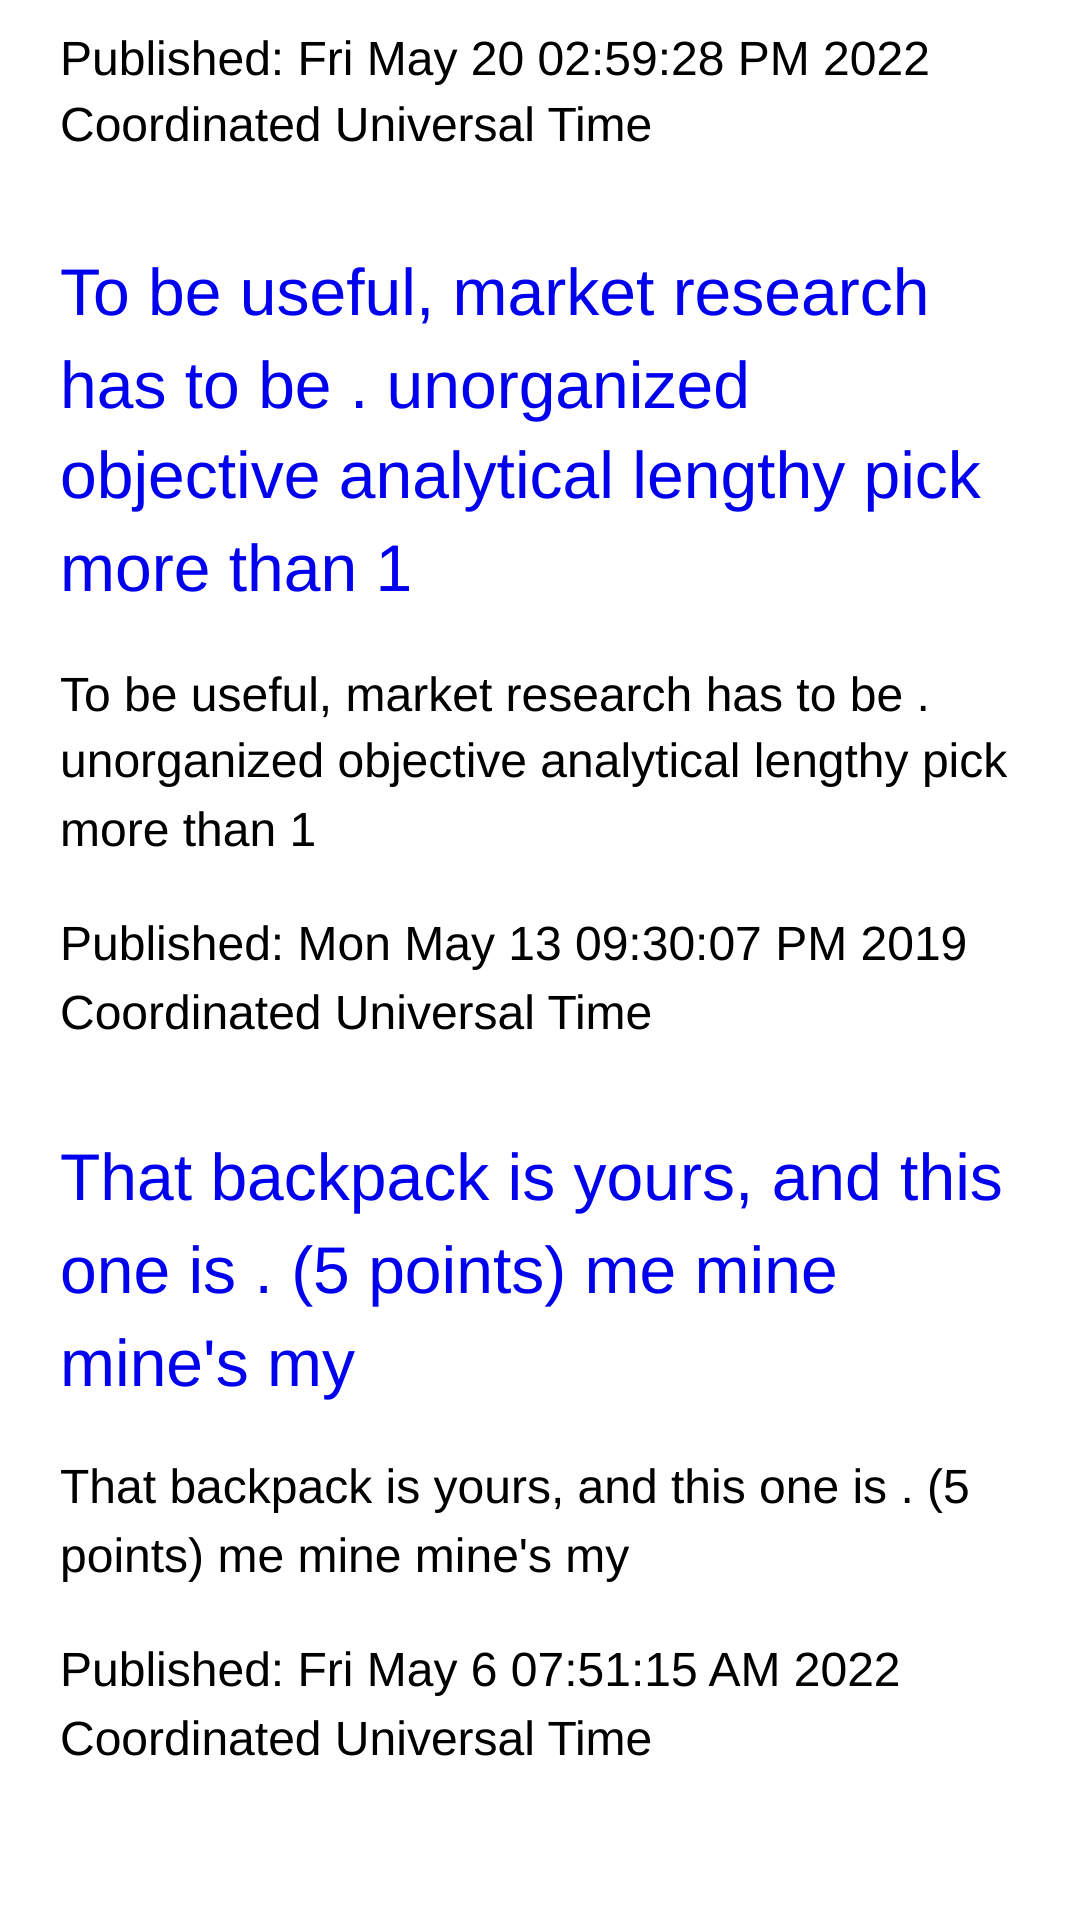 Published: Fri May 20 02:59:28 PM 2022
Coordinated Universal Time
To be useful, market research
has to be . unorganized
objective analytical lengthy pick
more than 1
To be useful, market research has to be .
unorganized objective analytical lengthy pick
more than 1
Published: Mon May 13 09:30:07 PM 2019
Coordinated Universal Time
That backpack is yours, and this
one is . (5 points) me mine
mine's my
That backpack is yours, and this one is . (5
points) me mine mine's my
Published: Fri May 6 07:51:15 AM 2022
Coordinated Universal Time